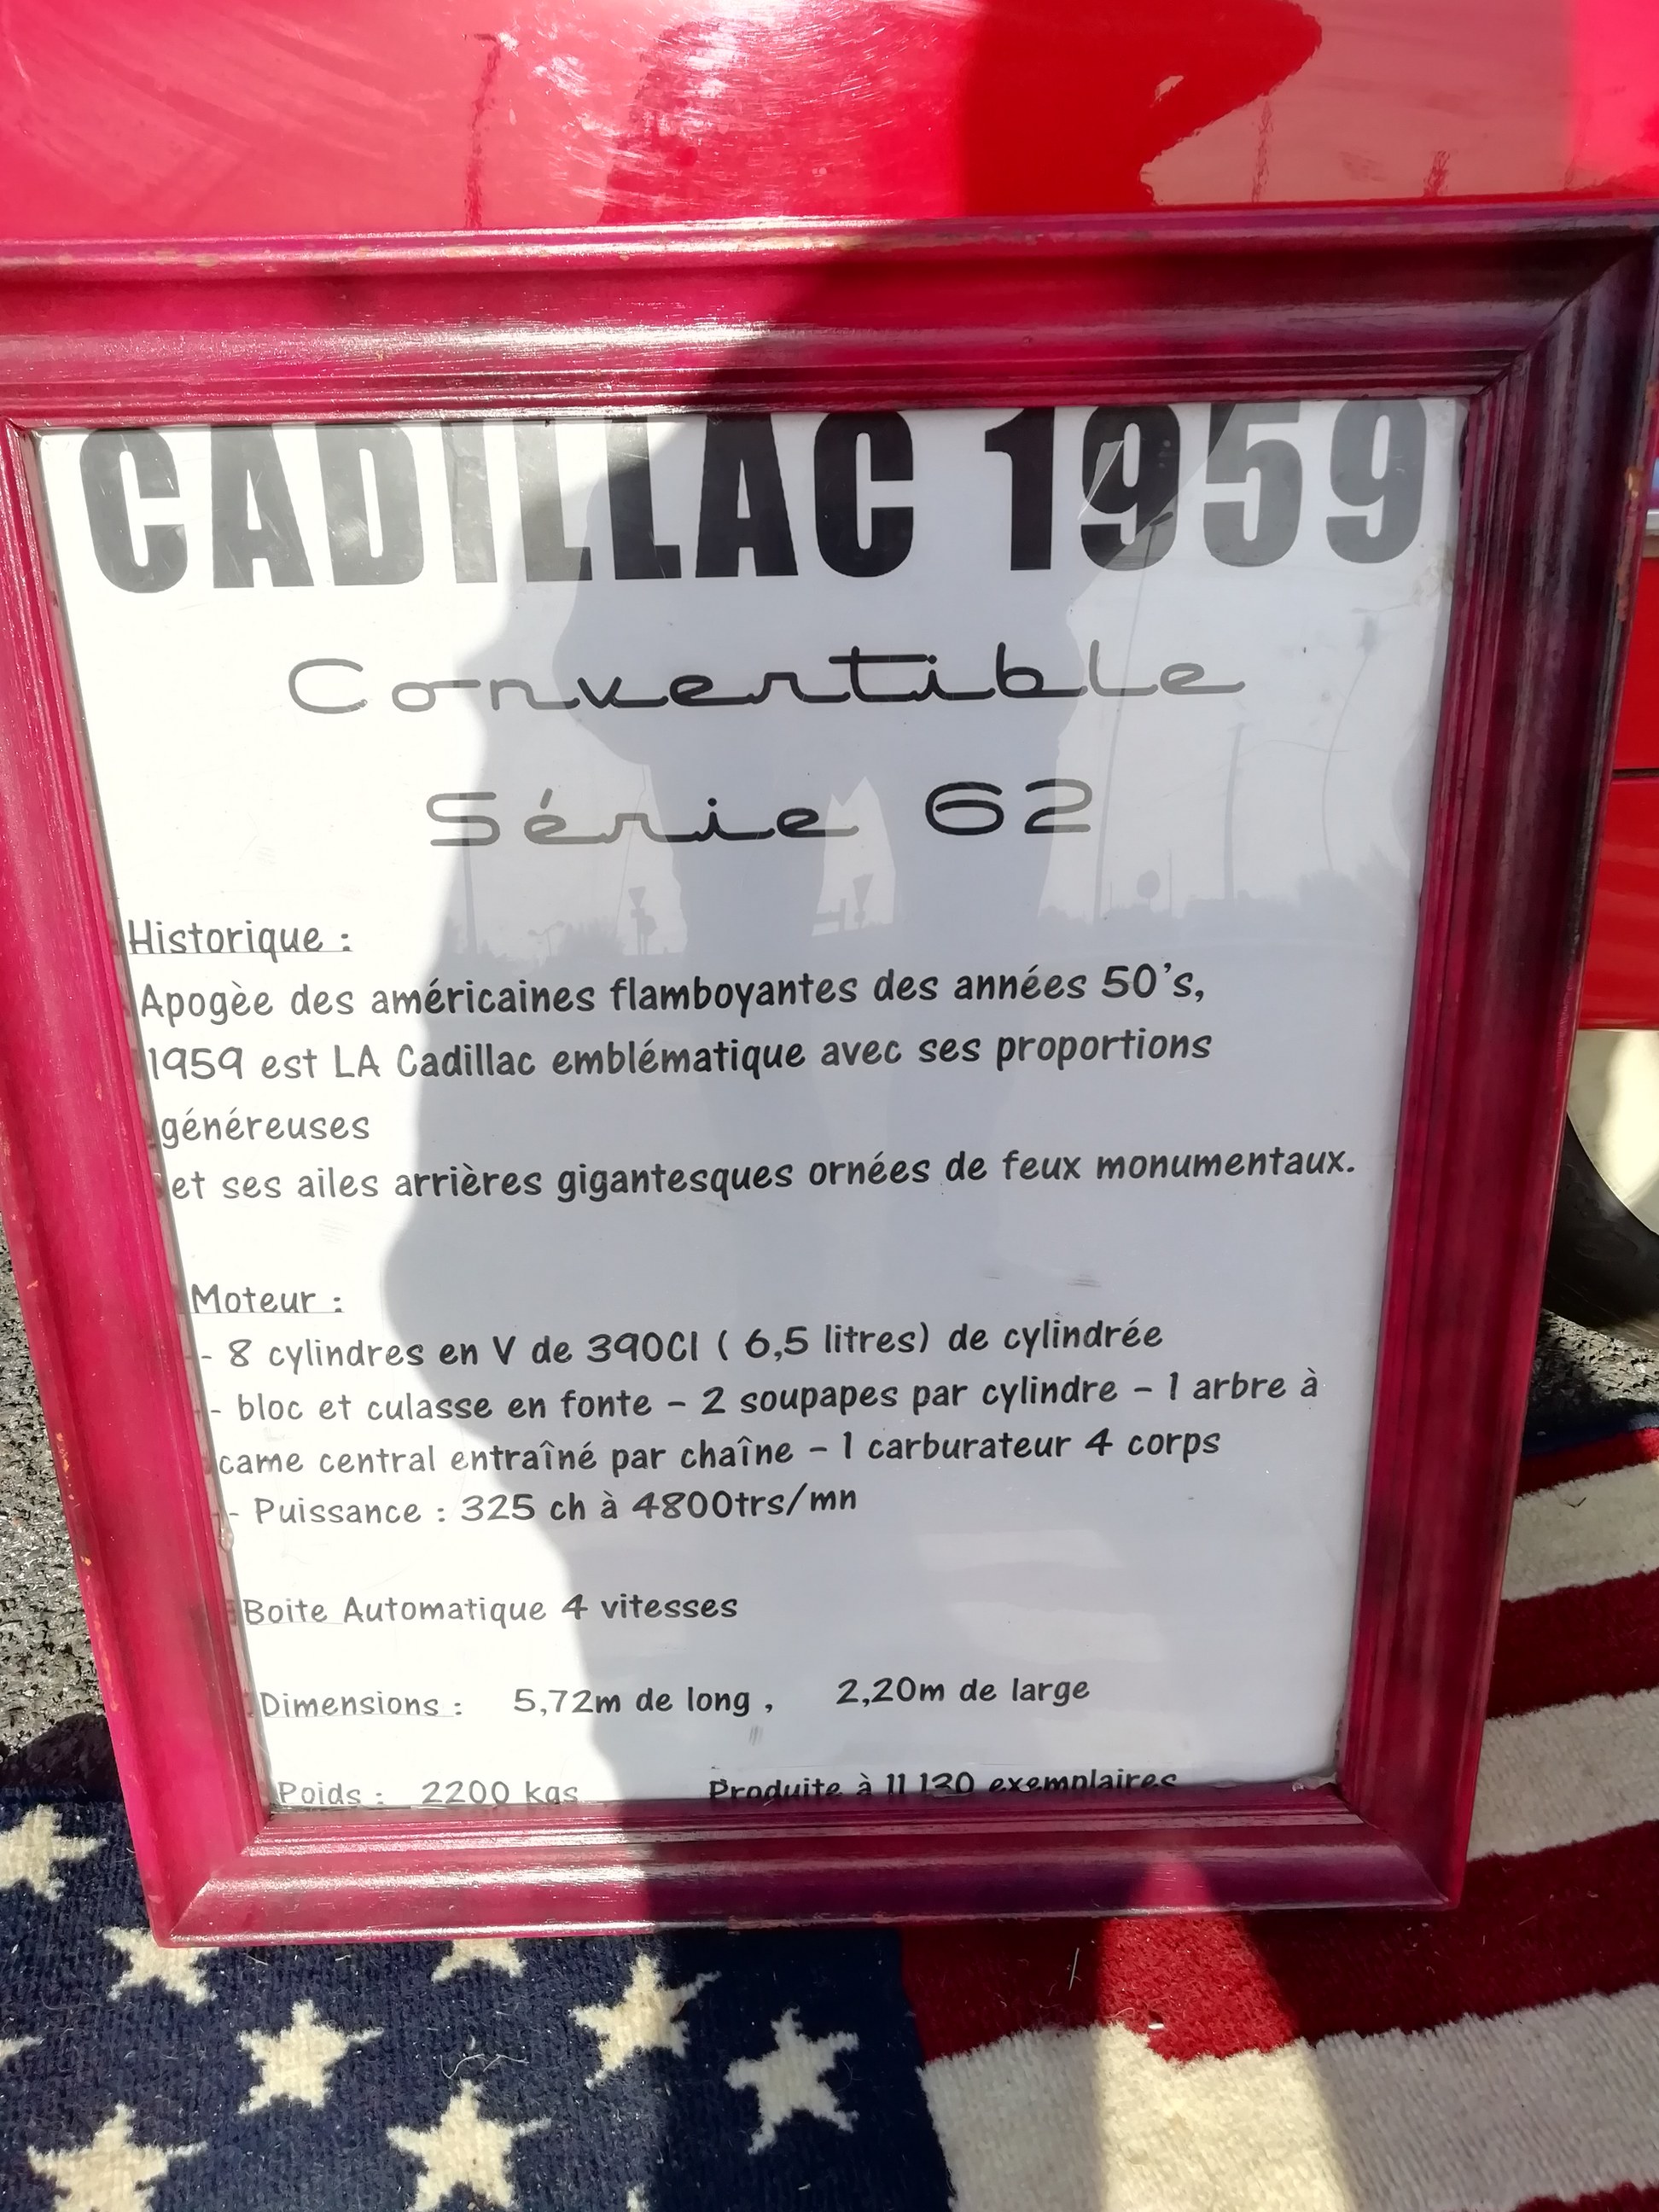 CADILLAC 1959
Convertible
Série 62
Historique :
Apogèe des américaines flamboyantes des années 50's,
1959 est LA Cadillac emblématique avec ses proportions
généreuses
et ses ailes arrières gigantesques ornées de feux monumentaux.
Moteur :
- 8 cylindres en V de 390CI ( 6,5 litres) de cylindrée
- bloc et culasse en fonte - 2 soupapes par cylindre - 1 arbre à
came central entraîné par chaîne - 1 carburateur 4 corps
- Puissance : 325 ch à 4800trs/mn
Boite Automatique 4 vitesses
Dimensions : 5,72m de long , 2,20m de large
Poids : 2200 kgs Produite à 11 130 exemplaires